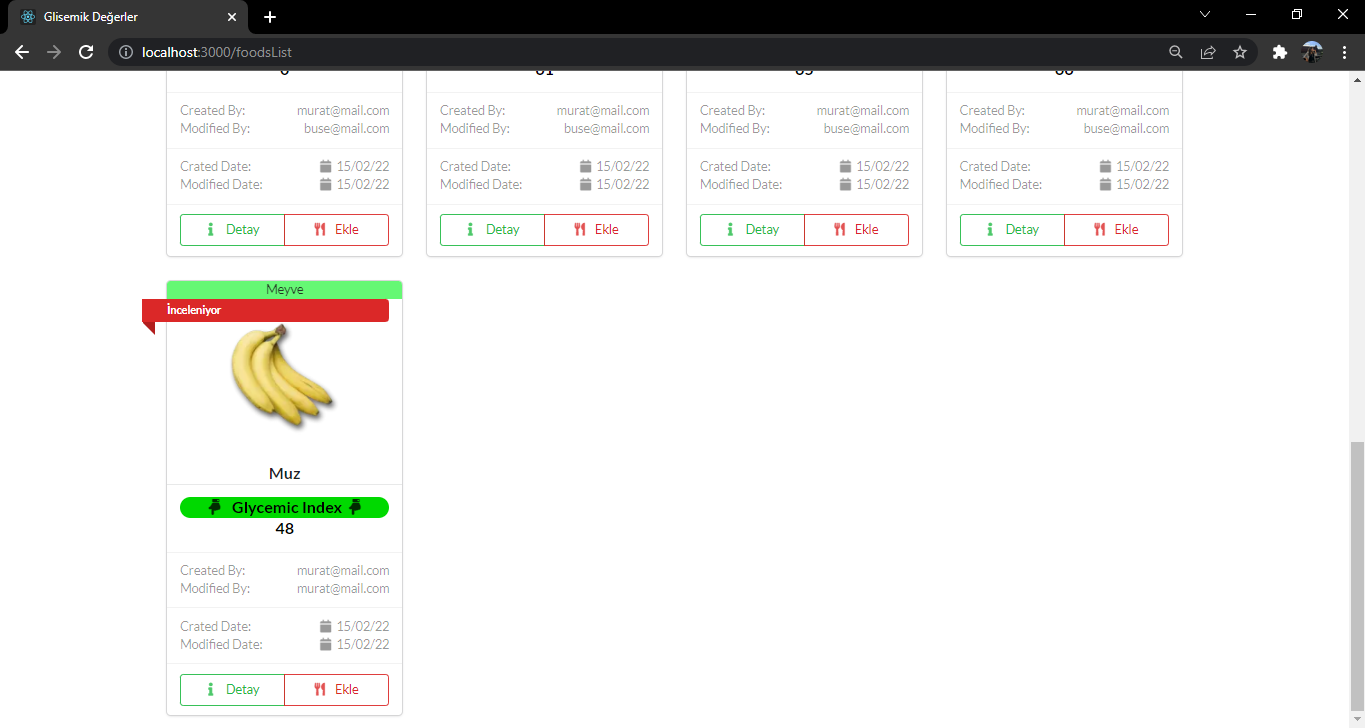 Glisemik Değerler
localhost:3000/foodsList
Created By: murat@mail.com Created By: murat@mail.com Created By: murat@mail.com Created By: murat@mail.com
Modified By: buse@mail.com Modified By: buse@mail.com Modified By: buse@mail.com Modified By: buse@mail.com
Crated Date: 15/02/22 Crated Date: 15/02/22 Crated Date: 15/02/22 Crated Date: 15/02/22
Modified Date: 15/02/22 Modified Date: 15/02/22 Modified Date: 15/02/22 Modified Date: 15/02/22
Detay Ekle Detay Ekle Detay Ekle Detay Ekle
Meyve
İnceleniyor
Muz
Glycemic Index
48
Created By: murat@mail.com
Modified By: murat@mail.com
Crated Date: 15/02/22
Modified Date: 15/02/22
Detay Ekle